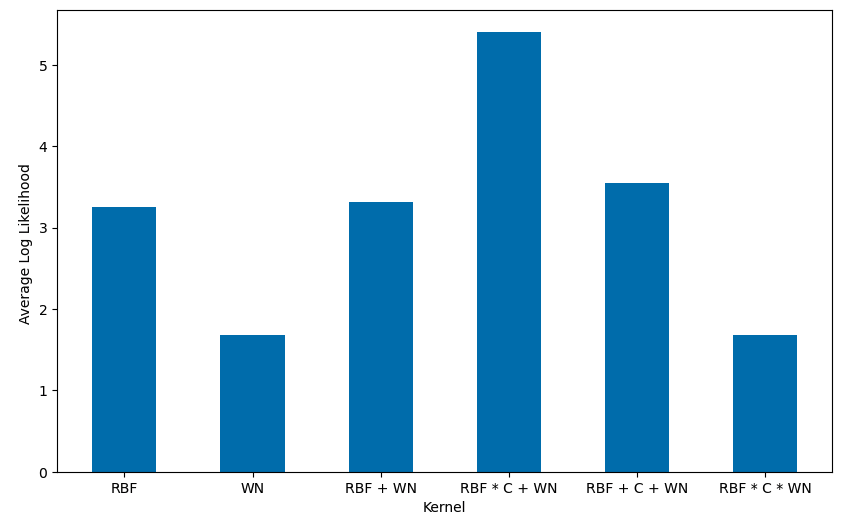 Average Log Likelihood
5
4
3
2
1
0
RBF WN RBF + WN RBF * C + WN RBF + C + WN RBF * C * WN
Kernel